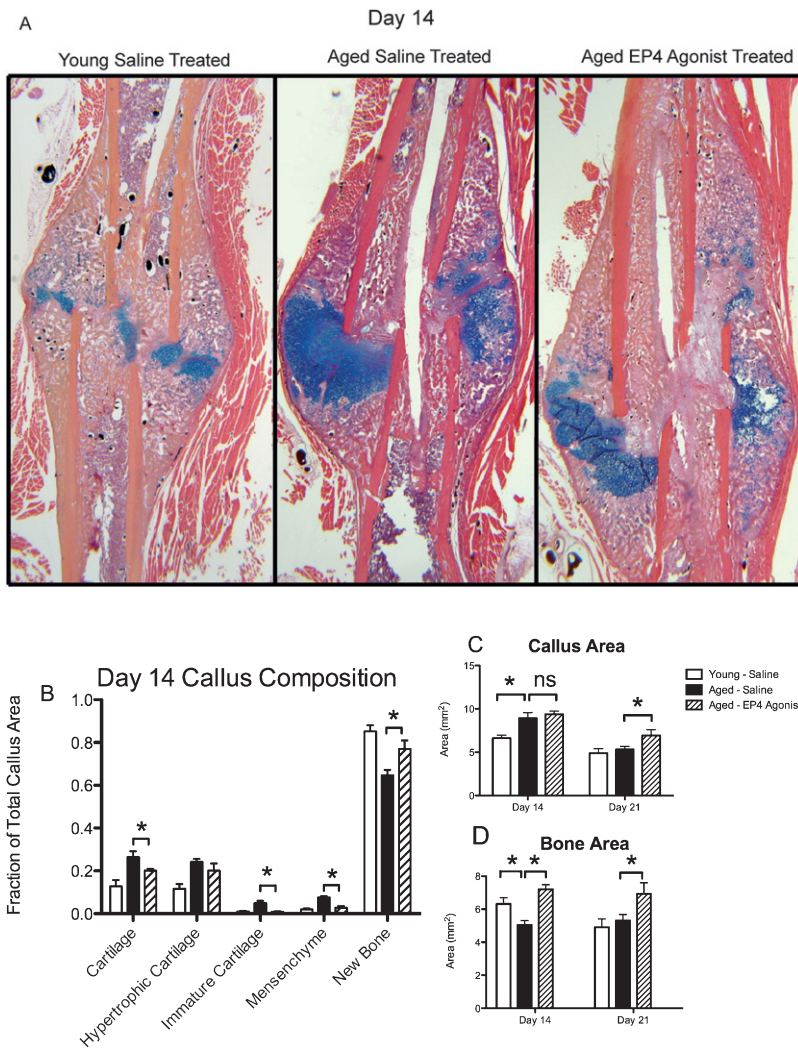 A
Day 14
Young Saline Treated
Aged Saline Treated
Aged EP4 Agonist Treated
B
Day 14 Callus Composition
Fraction of Total Callus Area
1.0
0.8
0.6
0.4
0.2
0.0
*
*
*
*
Cartilage
Hypertrophic Cartilage
Immature Cartilage
Mensenchyme
New Bone
C
Callus Area
Area (mm²)
15
10
5
0
*
ns
*
Day 14
Day 21
Young - Saline
Aged - Saline
Aged - EP4 Agonis
D
Bone Area
Area (mm²)
8
6
4
2
0
*
*
*
Day 14
Day 21